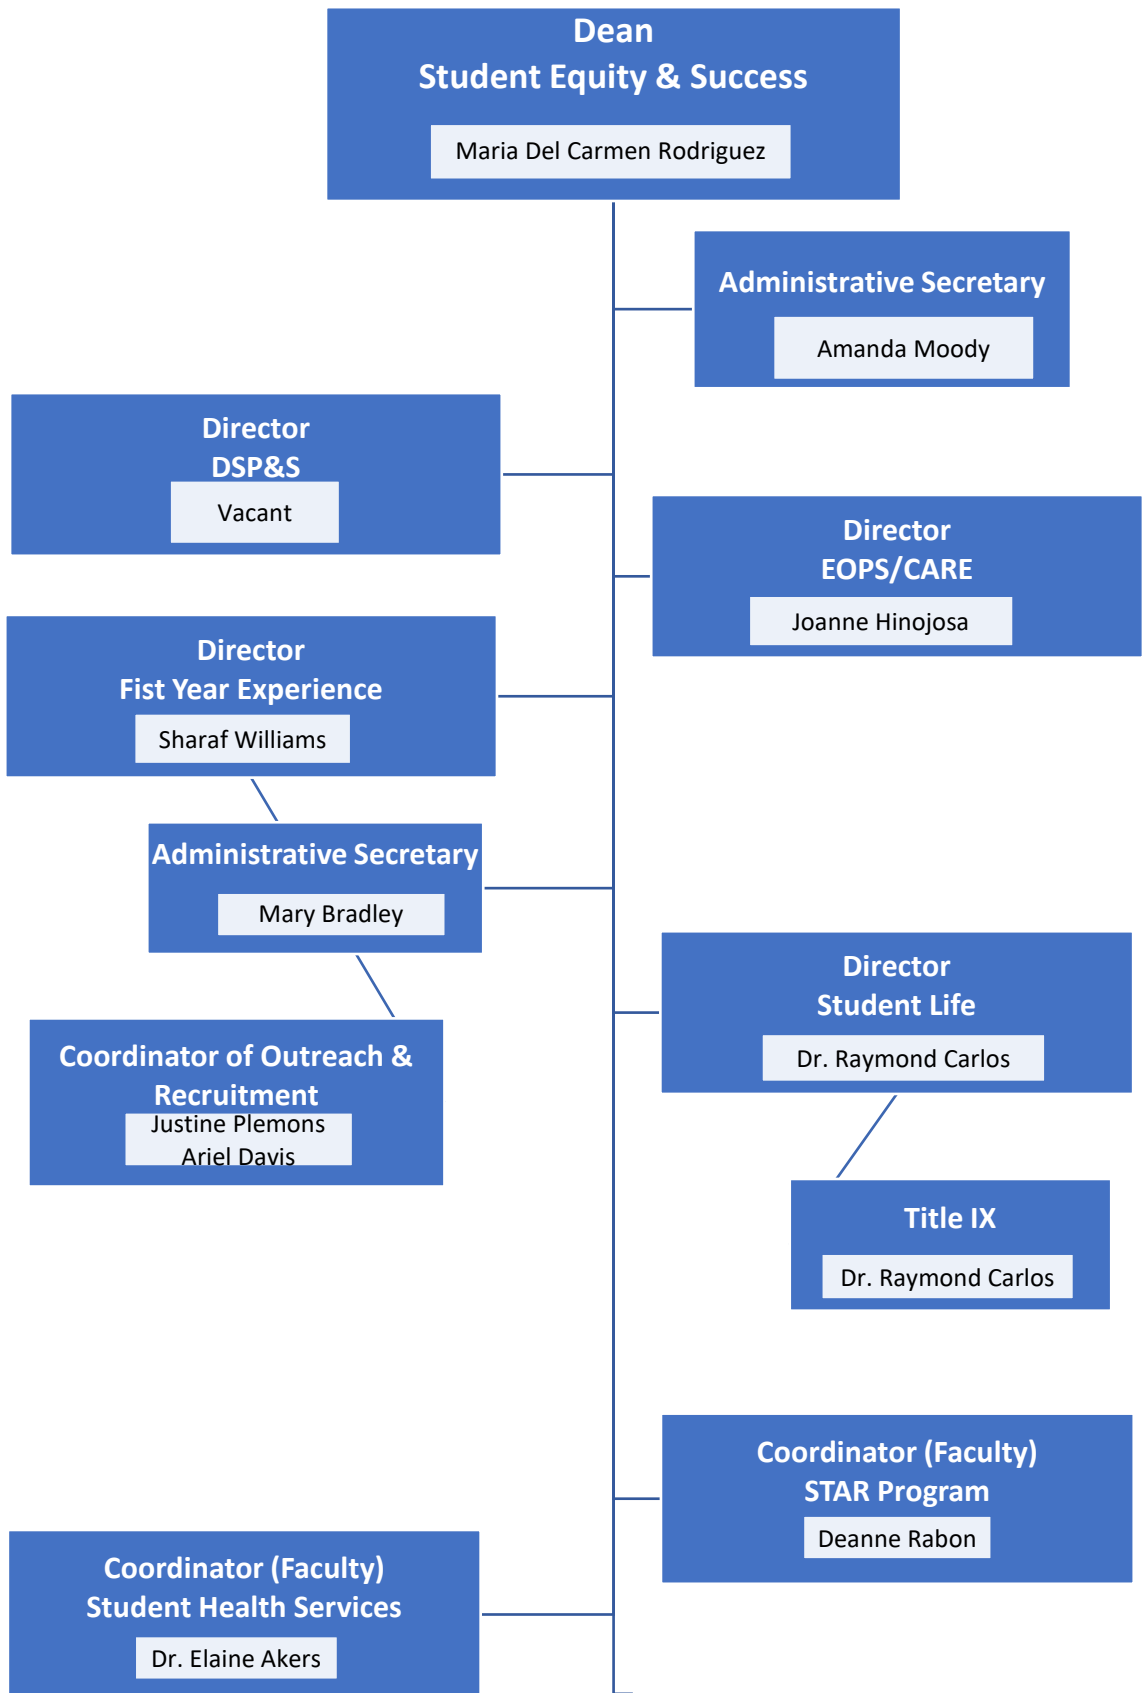 Dean
Student Equity & Success
Maria Del Carmen Rodriguez
Administrative Secretary
Amanda Moody
Director
DSP&S
Vacant
Director
EOPS/CARE
Joanne Hinojosa
Director
Fist Year Experience
Sharaf Williams
Administrative Secretary
Mary Bradley
Director
Student Life
Dr. Raymond Carlos
Coordinator of Outreach &
Recruitment
Justine Plemons
Ariel Davis
Title IX
Dr. Raymond Carlos
Coordinator (Faculty)
STAR Program
Deanne Rabon
Coordinator (Faculty)
Student Health Services
Dr. Elaine Akers